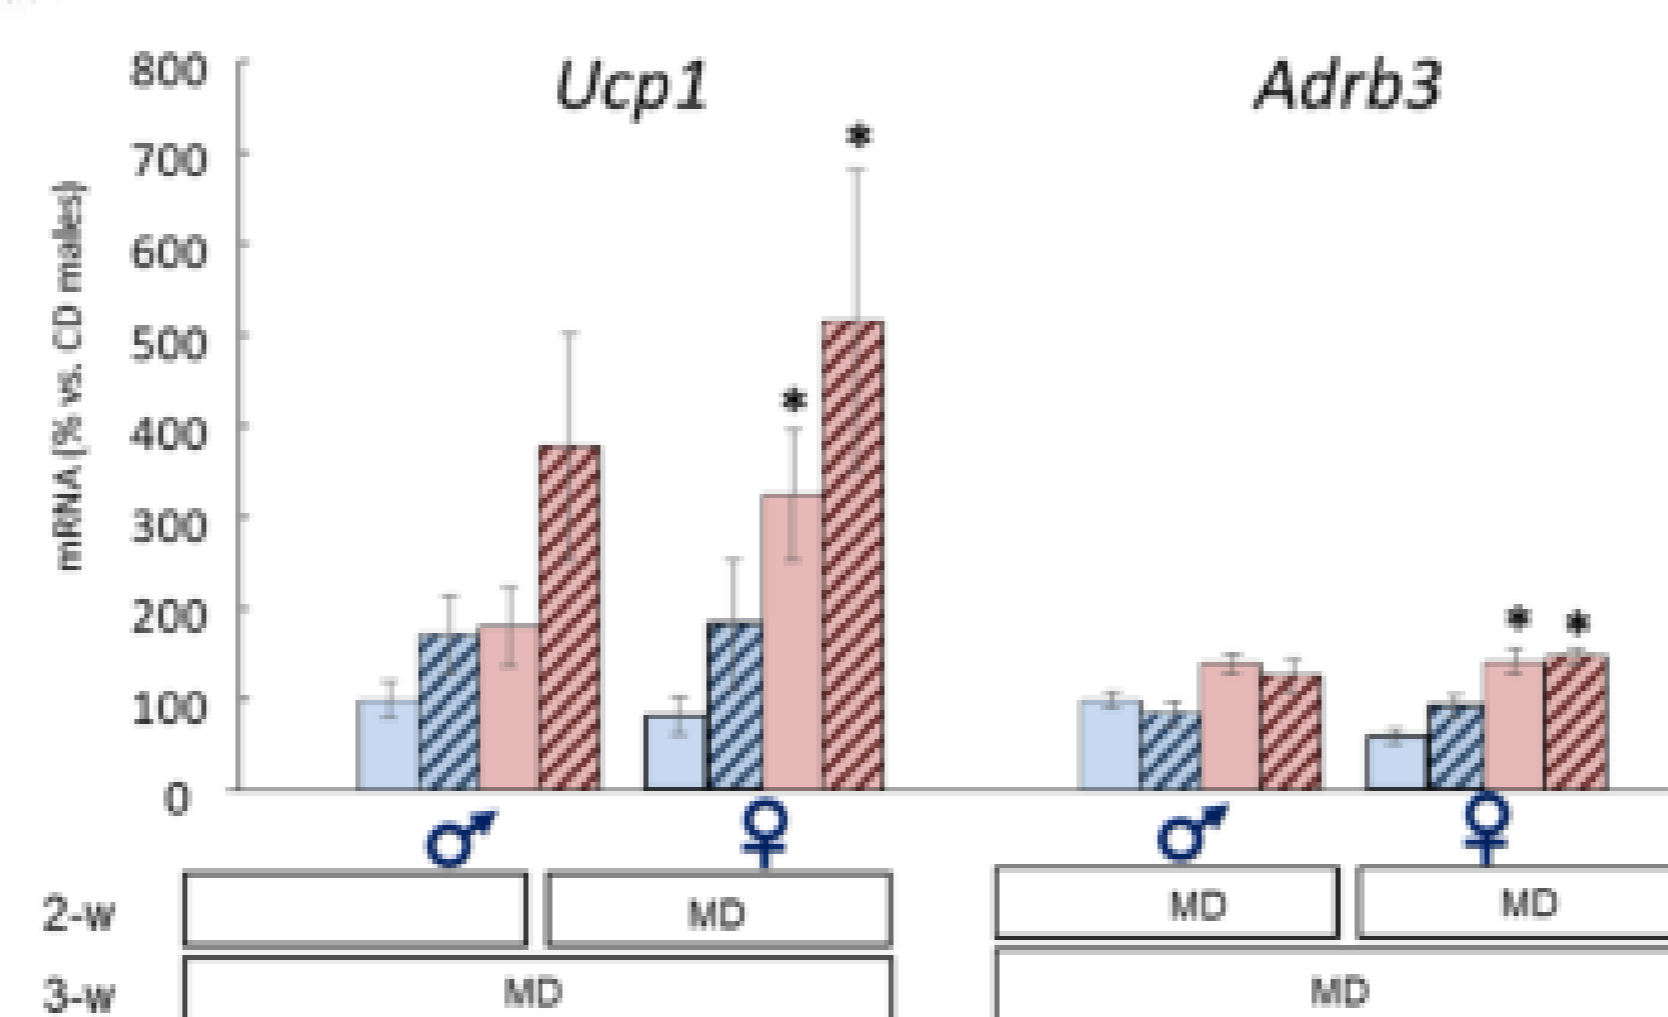 Ucp1
Adrb3
800
700
600
500
400
300
200
100
0
mRNA (% vs. CD males)
*
*
*
*
♂
♀
♂
♀
2-w
MD
MD
MD
3-w
MD
MD